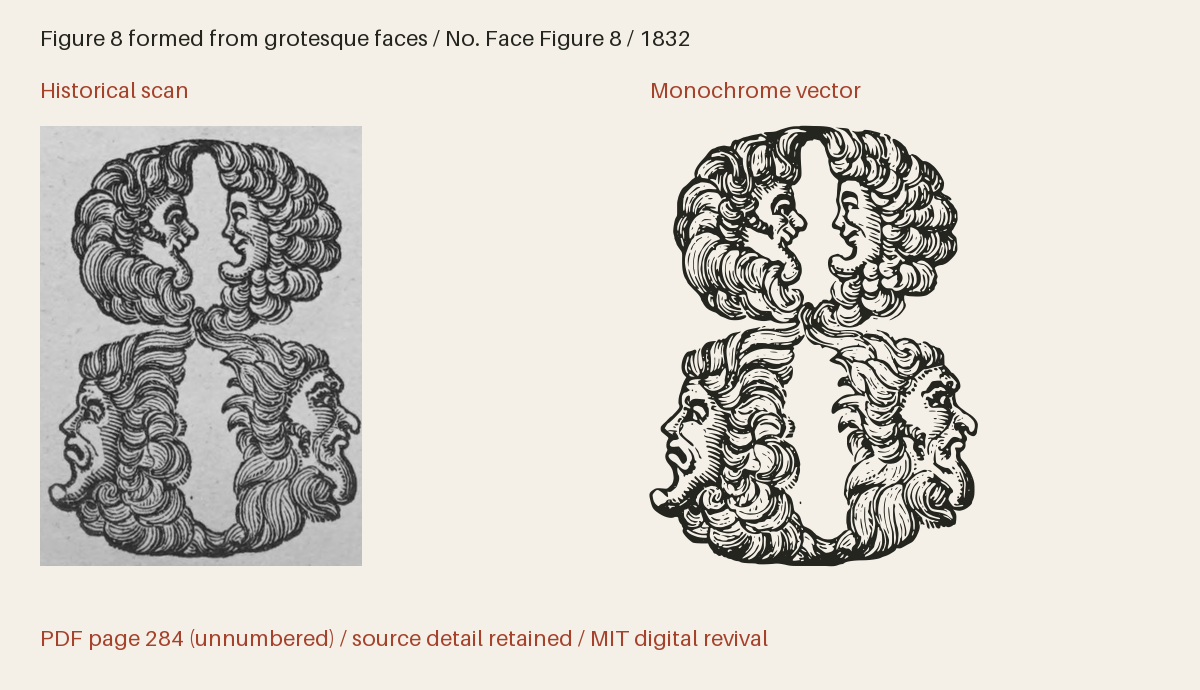 Figure 8 formed from grotesque faces / No. Face Figure 8 / 1832
Historical scan
Monochrome vector
PDF page 284 (unnumbered) / source detail retained / MIT digital revival